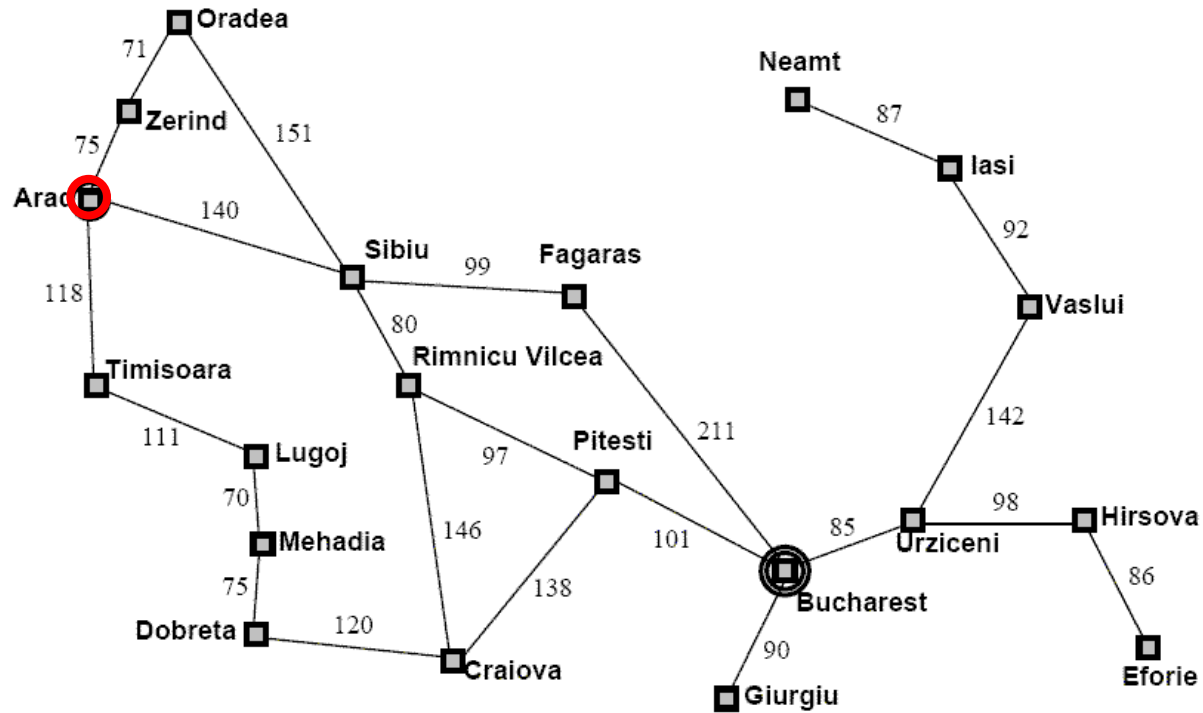 Oradea
71
Neamt
Zerind
87
151
75
Iasi
Arad
140
92
Sibiu
Fagaras
99
118
Vaslui
80
Timisoara
Rimnicu Vilcea
142
211
111
Pitesti
Lugoj
97
70
98
Hirsova
146
101
85
Mehadia
Urziceni
86
75
138
Bucharest
Dobreta
120
90
Craiova
Eforie
Giurgiu